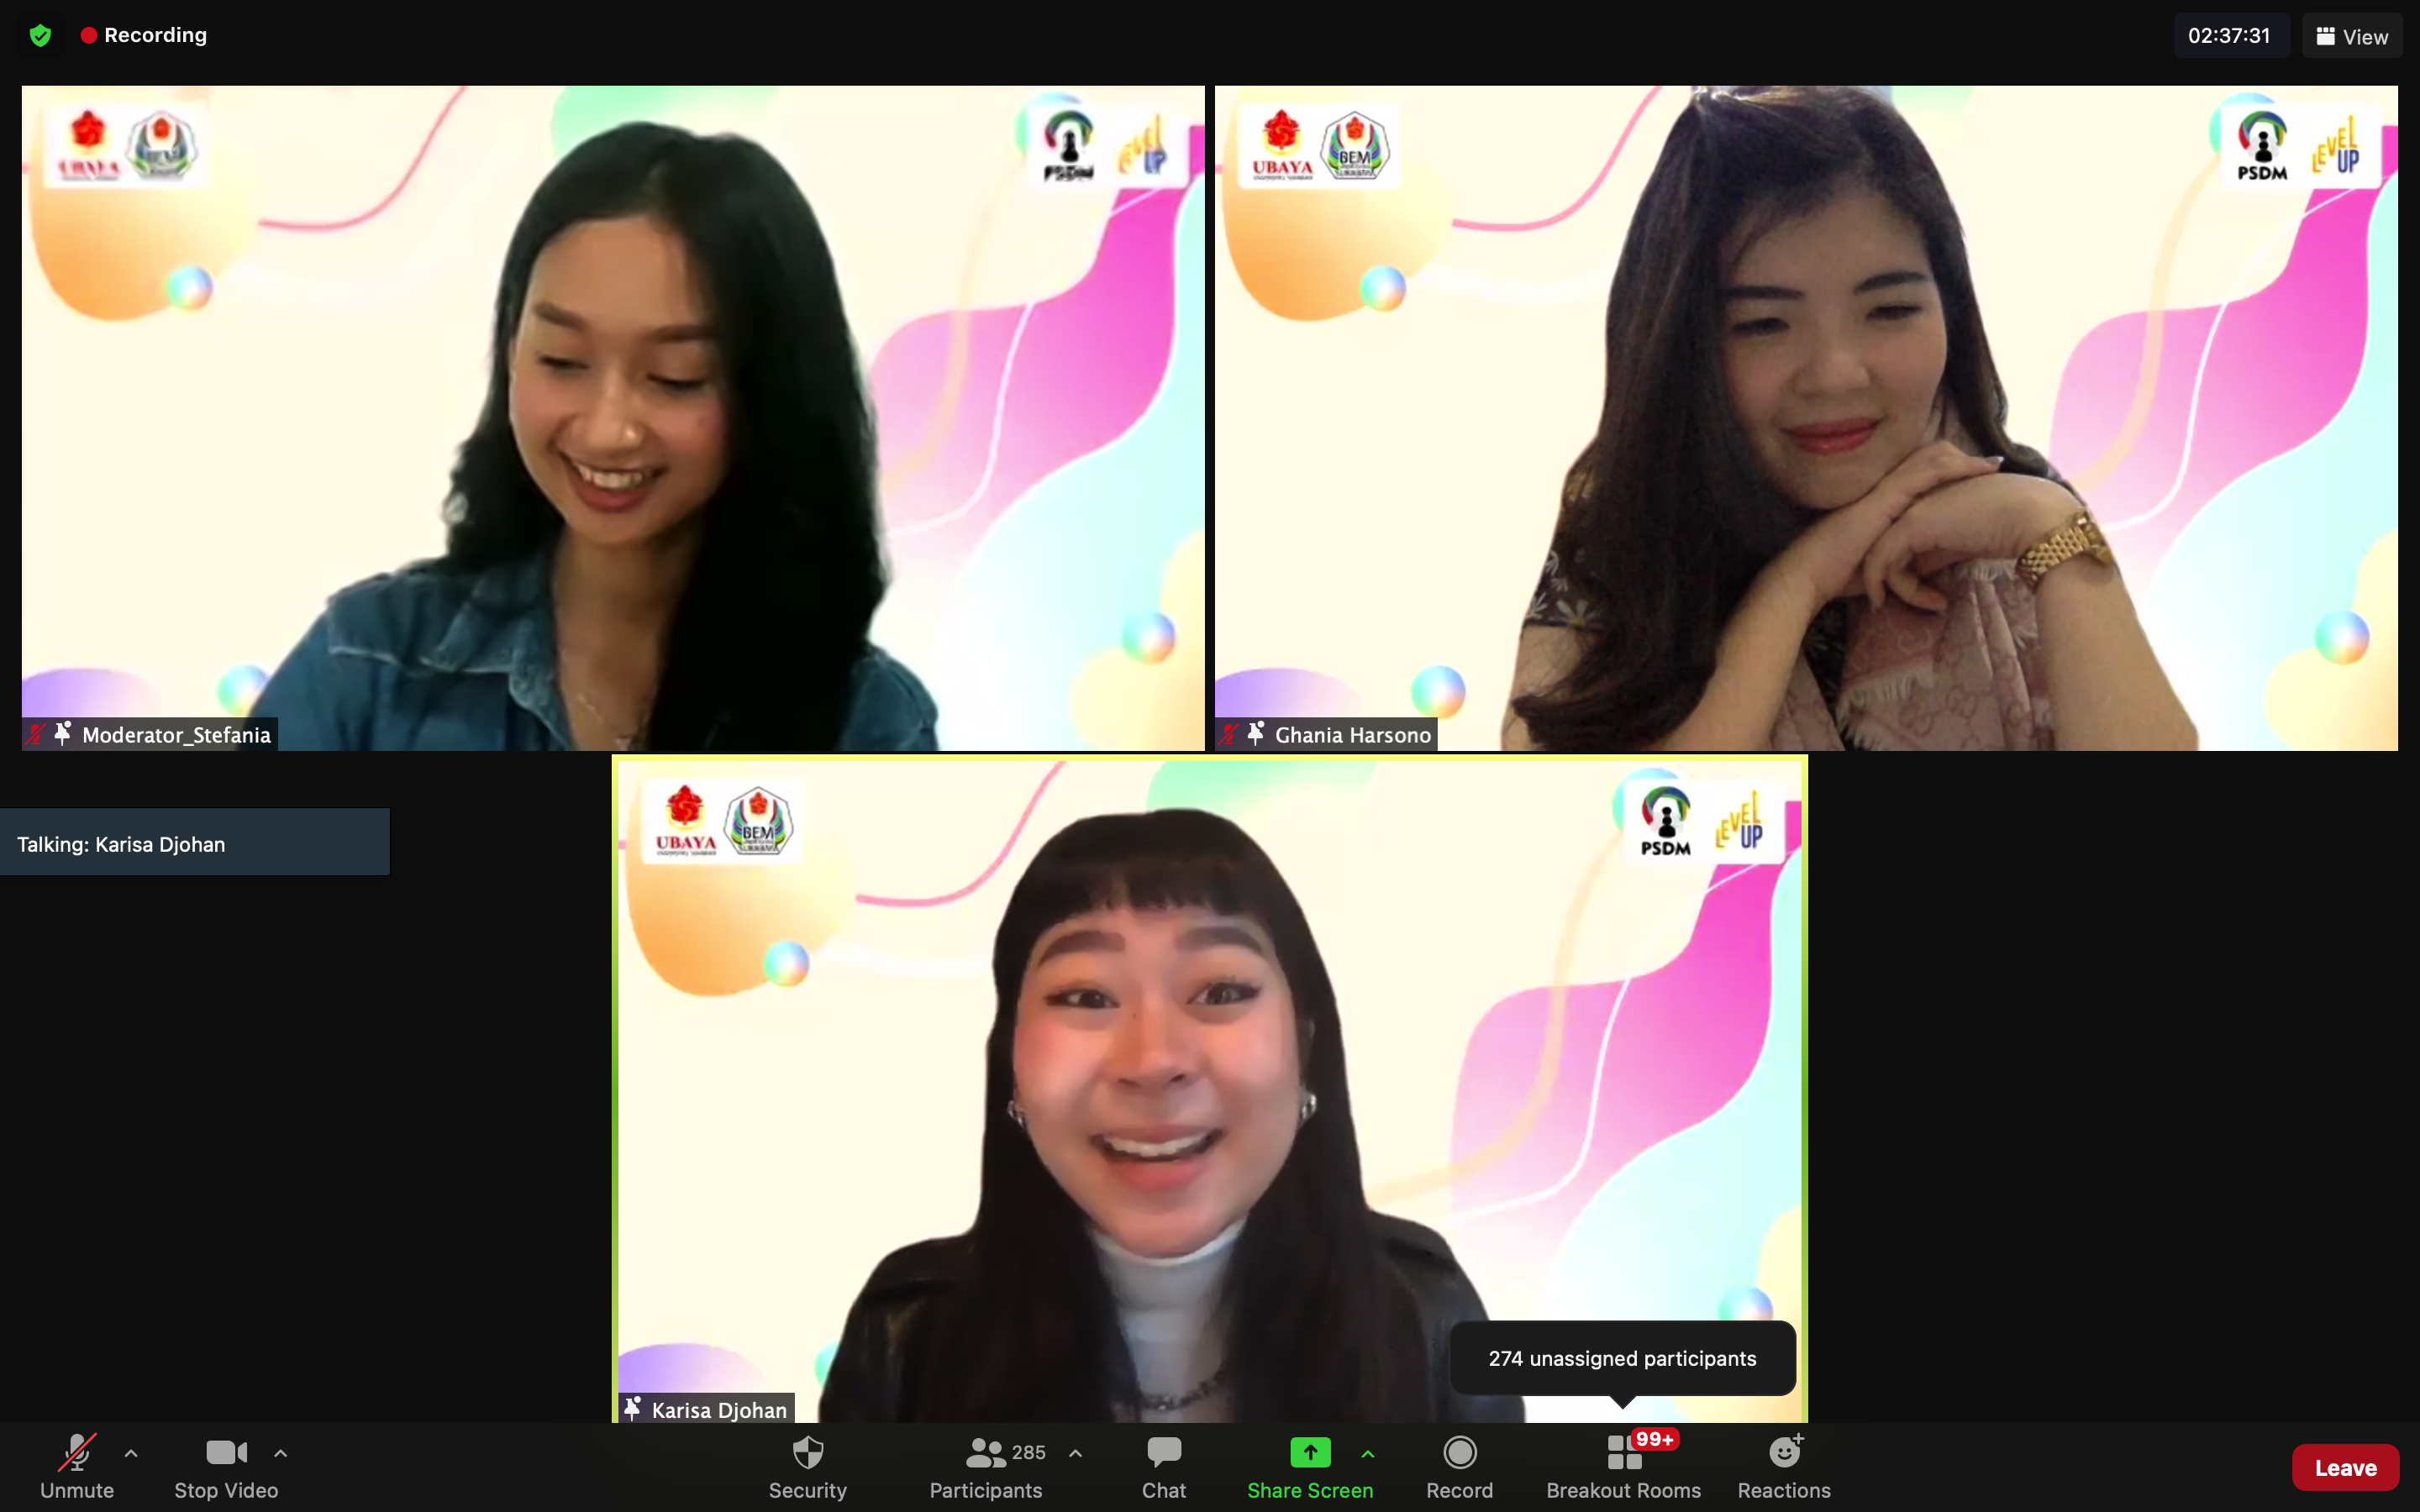 Recording
02:37:31
View
UBAYA
BEM
PSDM
LEVEL UP
UBAYA
BEM
PSDM
LEVEL UP
Moderator_Stefania
Ghania Harsono
Talking: Karisa Djohan
UBAYA
BEM
PSDM
LEVEL UP
274 unassigned participants
Karisa Djohan
285
99+
Unmute
Stop Video
Security
Participants
Chat
Share Screen
Record
Breakout Rooms
Reactions
Leave